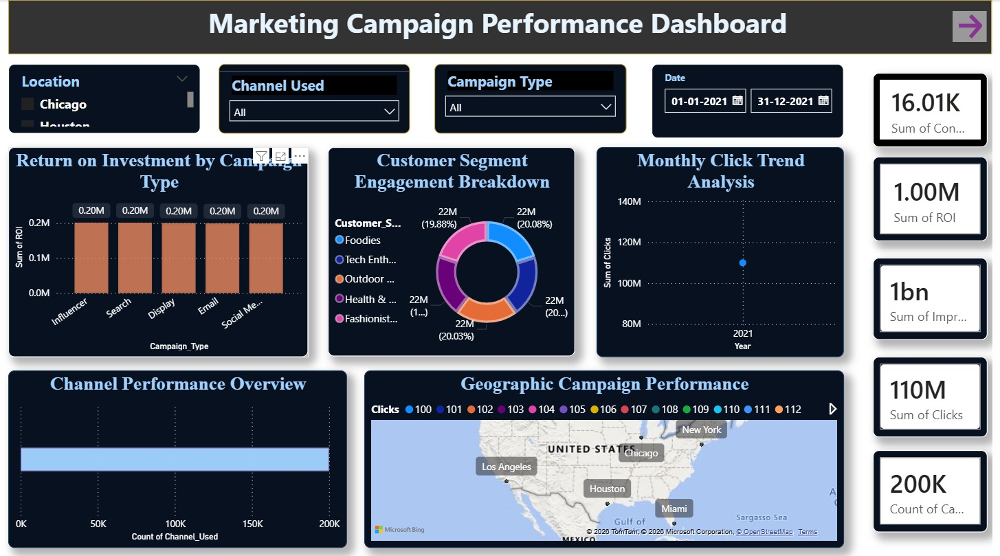 Marketing Campaign Performance Dashboard
Location
Chicago
Houston
Channel Used
All
Campaign Type
All
Date
01-01-2021
31-12-2021
16.01K
Sum of Con...
1.00M
Sum of ROI
1bn
Sum of Impr...
110M
Sum of Clicks
200K
Count of Ca...
Return on Investment by Campaign
Type
0.20M 0.20M 0.20M 0.20M 0.20M
0.2M
0.1M
0.0M
Sum of ROI
Influencer
Search
Display
Email
Social Me...
Campaign_Type
Customer Segment
Engagement Breakdown
Customer_S...
Foodies
Tech Enth...
Outdoor ...
Health & ...
Fashionist...
22M
(19.88%)
22M
(20.08%)
22M
(1...)
22M
(20...)
22M
(20.03%)
Monthly Click Trend
Analysis
140M
120M
100M
80M
Sum of Clicks
2021
Year
Channel Performance Overview
0K 50K 100K 150K 200K
Count of Channel_Used
Geographic Campaign Performance
Clicks 100 101 102 103 104 105 106 107 108 109 110 111 112
New York
UNITED STATES
Chicago
Los Angeles
Houston
Miami
Gulf of
Sargasso Sea
MEXICO
Microsoft Bing
© 2026 TomTom, © 2026 Microsoft Corporation, © OpenStreetMap Terms